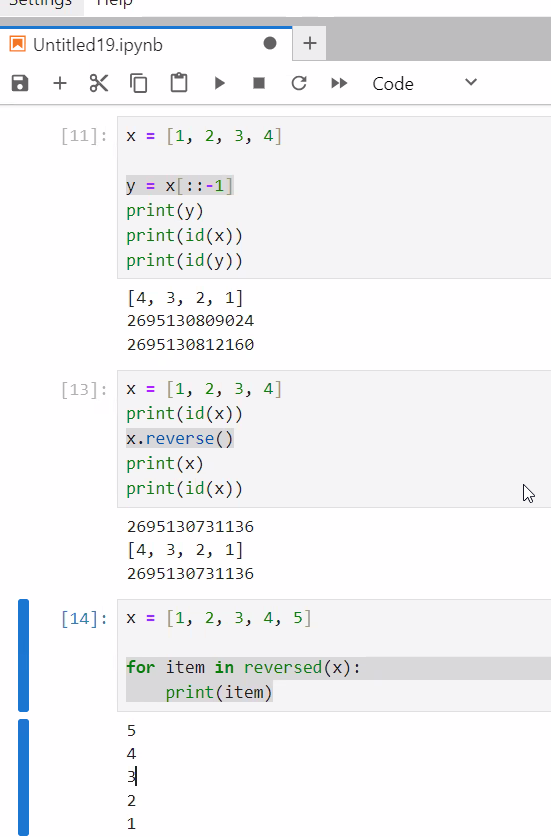 Settings Help
Untitled19.ipynb
Code
[11]: x = [1, 2, 3, 4]
y = x[::-1]
print(y)
print(id(x))
print(id(y))
[4, 3, 2, 1]
2695130809024
2695130812160
[13]: x = [1, 2, 3, 4]
print(id(x))
x.reverse()
print(x)
print(id(x))
2695130731136
[4, 3, 2, 1]
2695130731136
[14]: x = [1, 2, 3, 4, 5]
for item in reversed(x):
    print(item)
5
4
3
2
1